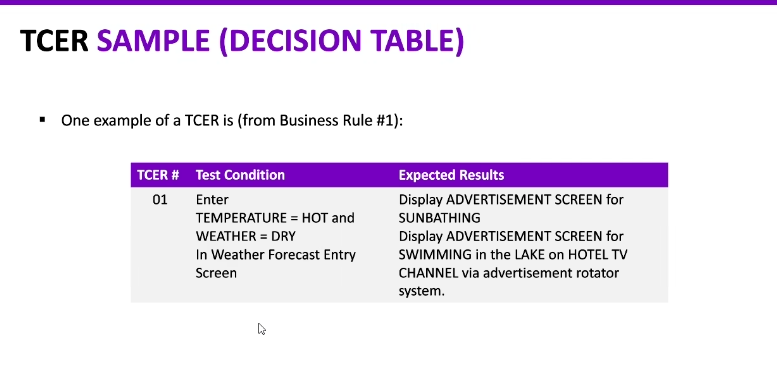 TCER SAMPLE (DECISION TABLE)
▪ One example of a TCER is (from Business Rule #1):
TCER # Test Condition Expected Results
01 Enter Display ADVERTISEMENT SCREEN for
TEMPERATURE = HOT and SUNBATHING
WEATHER = DRY Display ADVERTISEMENT SCREEN for
In Weather Forecast Entry SWIMMING in the LAKE on HOTEL TV
Screen CHANNEL via advertisement rotator
system.